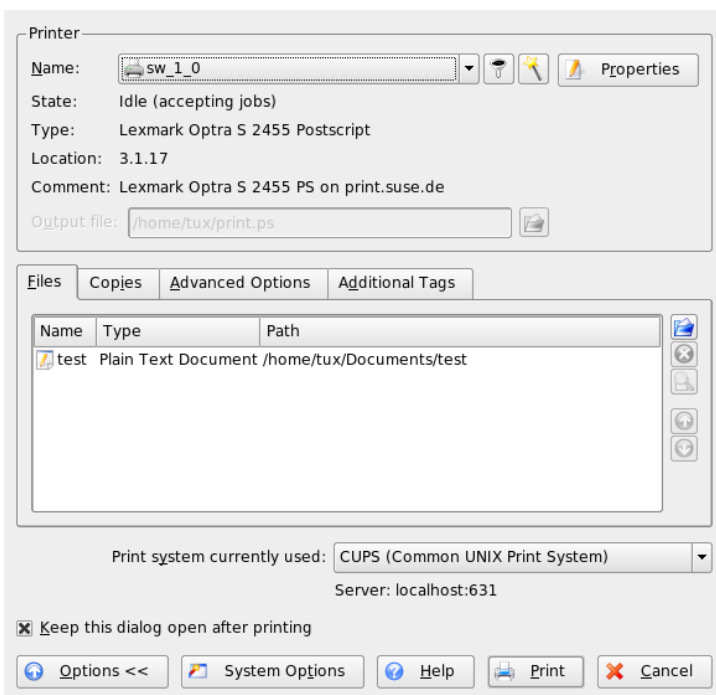 Printer
Name: sw_1_0 Properties
State: Idle (accepting jobs)
Type: Lexmark Optra S 2455 Postscript
Location: 3.1.17
Comment: Lexmark Optra S 2455 PS on print.suse.de
Output file: /home/tux/print.ps
Files Copies Advanced Options Additional Tags
Name Type Path
test Plain Text Document /home/tux/Documents/test
Print system currently used: CUPS (Common UNIX Print System)
Server: localhost:631
Keep this dialog open after printing
Options << System Options Help Print Cancel